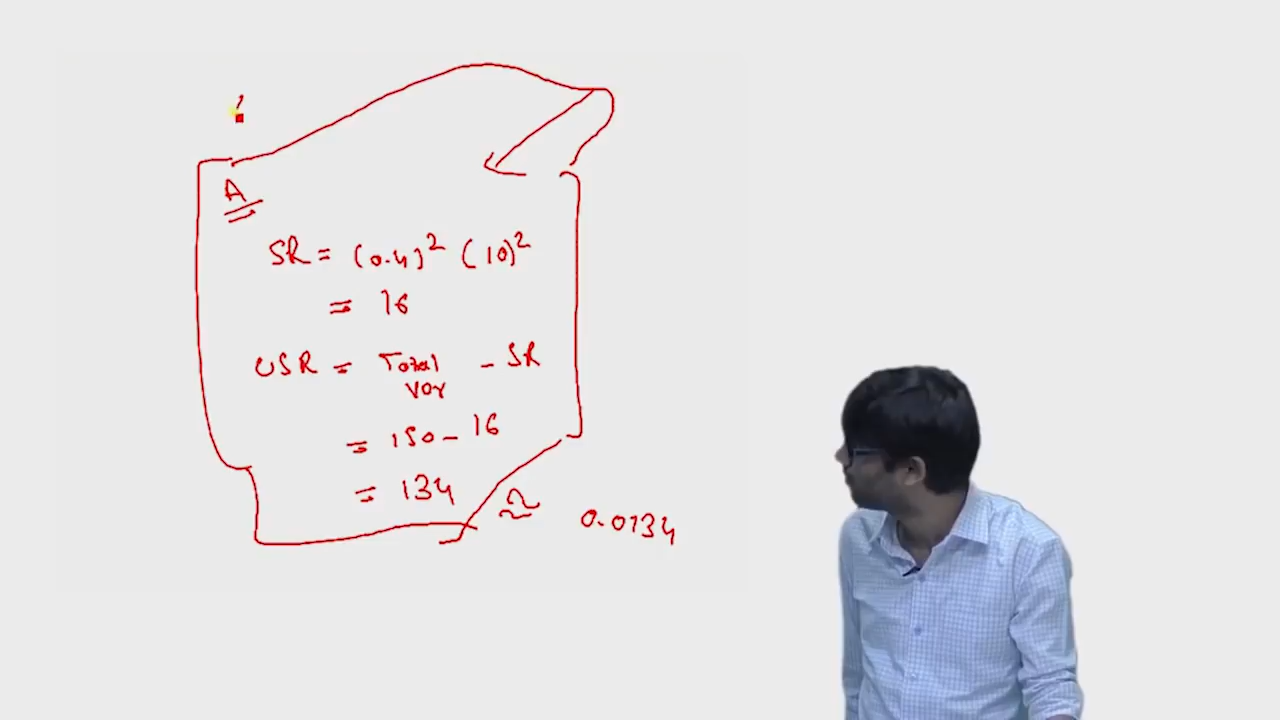 A
SR = (0.4)² (10)²
= 16
USR = Total Var - SR
= 150 - 16
= 134 ≈ 0.0134